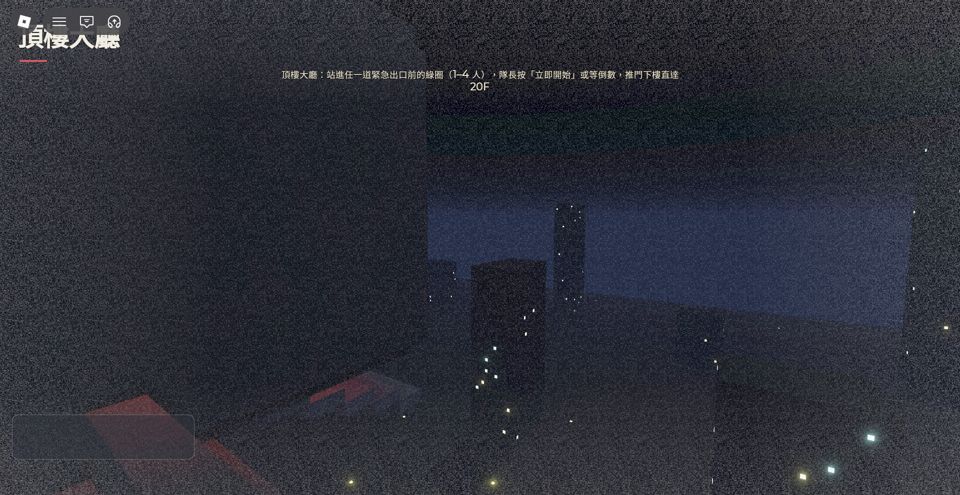 頂樓大廳
頂樓大廳：站進任一道緊急出口前的綠圈（1–4 人），隊長按「立即開始」或等倒數，推門下樓直達
20F